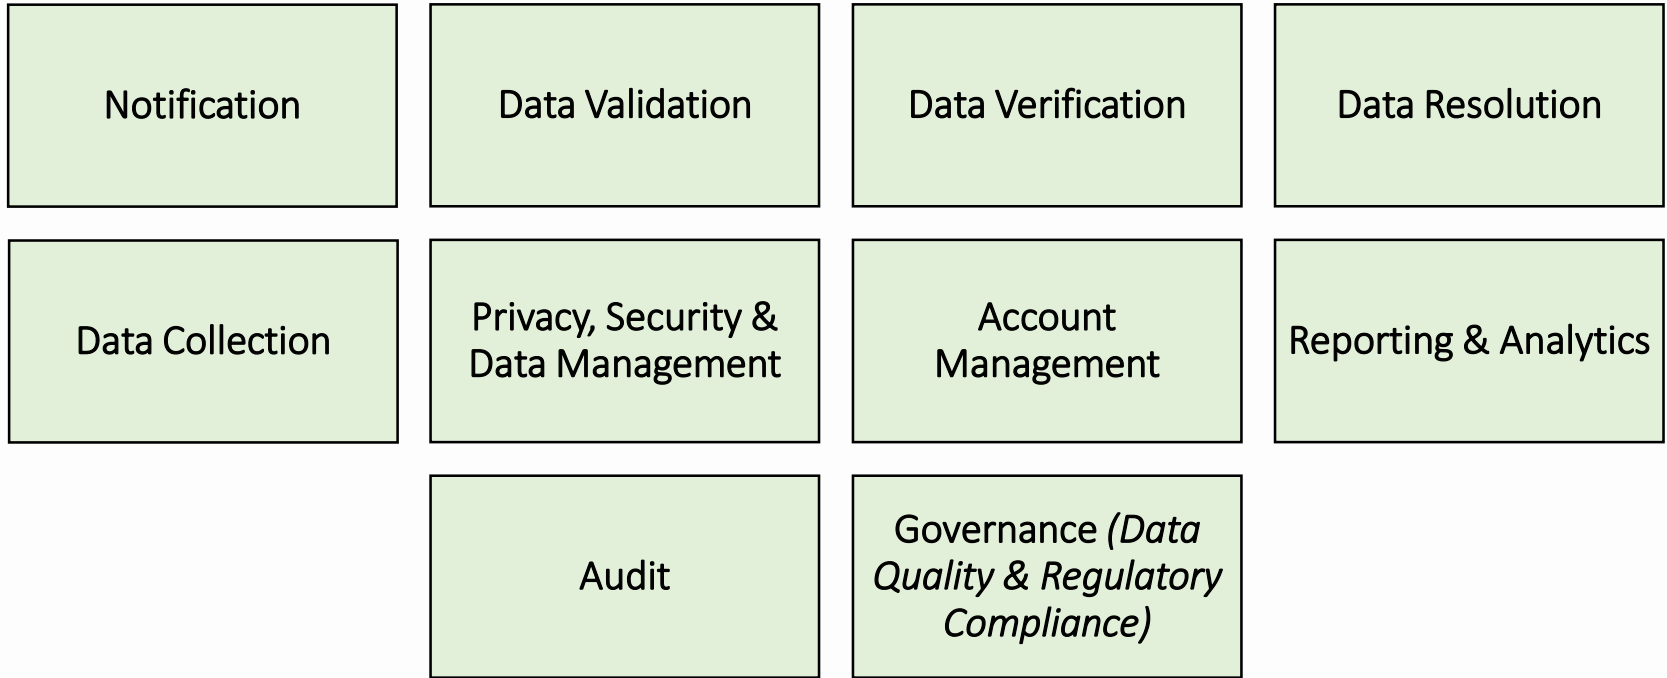 Notification
Data Validation
Data Verification
Data Resolution
Data Collection
Privacy, Security &
Data Management
Account
Management
Reporting & Analytics
Audit
Governance (Data
Quality & Regulatory
Compliance)